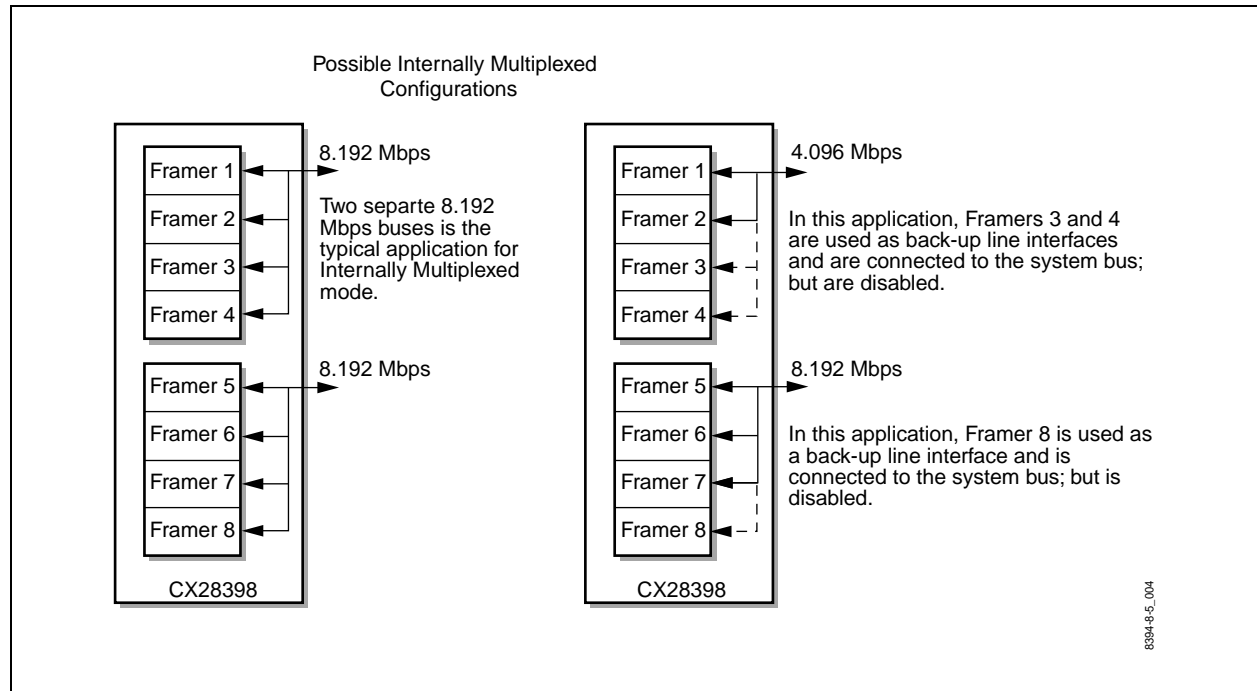 Possible Internally Multiplexed
Configurations
Framer 1
Framer 2
Framer 3
Framer 4
8.192 Mbps
Two separte 8.192
Mbps buses is the
typical application for
Internally Multiplexed
mode.
Framer 5
Framer 6
Framer 7
Framer 8
8.192 Mbps
CX28398
Framer 1
Framer 2
Framer 3
Framer 4
4.096 Mbps
In this application, Framers 3 and 4
are used as back-up line interfaces
and are connected to the system bus;
but are disabled.
Framer 5
Framer 6
Framer 7
Framer 8
8.192 Mbps
In this application, Framer 8 is used as
a back-up line interface and is
connected to the system bus; but is
disabled.
CX28398
8394-8-5_004